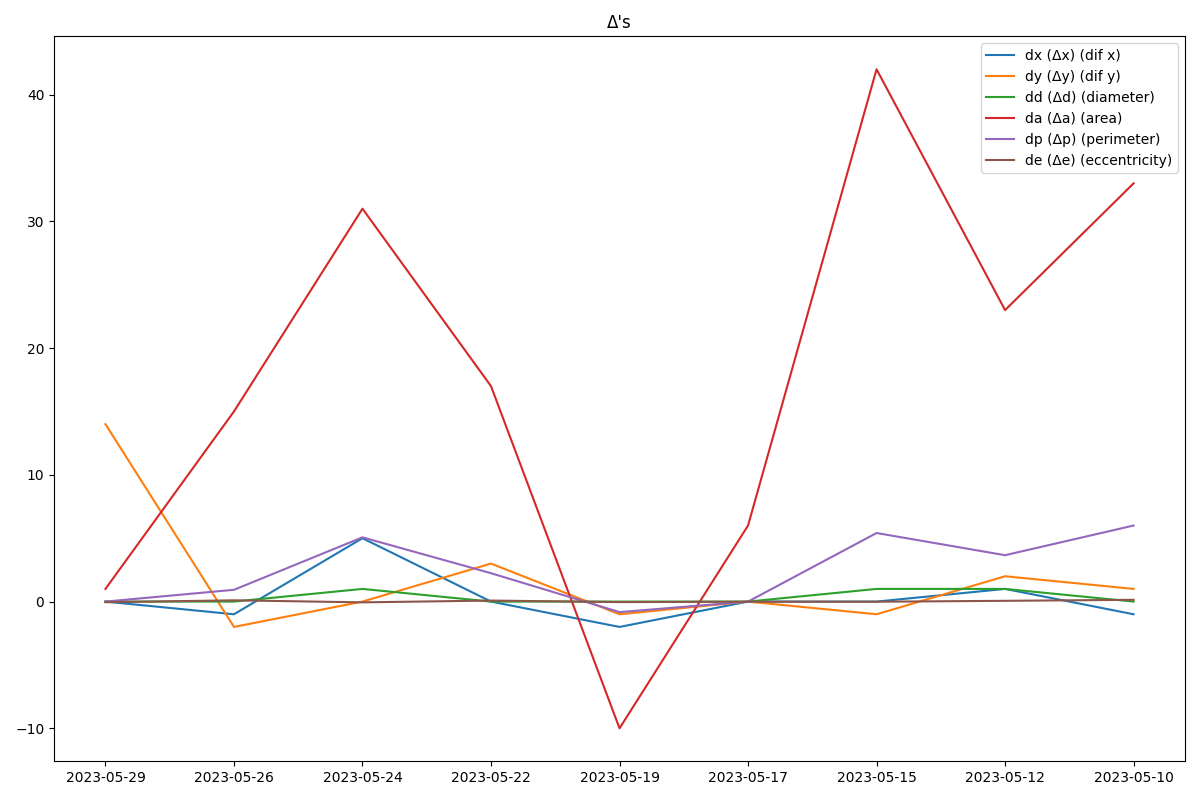 Δ's
dx (Δx) (dif x)
dy (Δy) (dif y)
dd (Δd) (diameter)
da (Δa) (area)
dp (Δp) (perimeter)
de (Δe) (eccentricity)
40
30
20
10
0
−10
2023-05-29 2023-05-26 2023-05-24 2023-05-22 2023-05-19 2023-05-17 2023-05-15 2023-05-12 2023-05-10